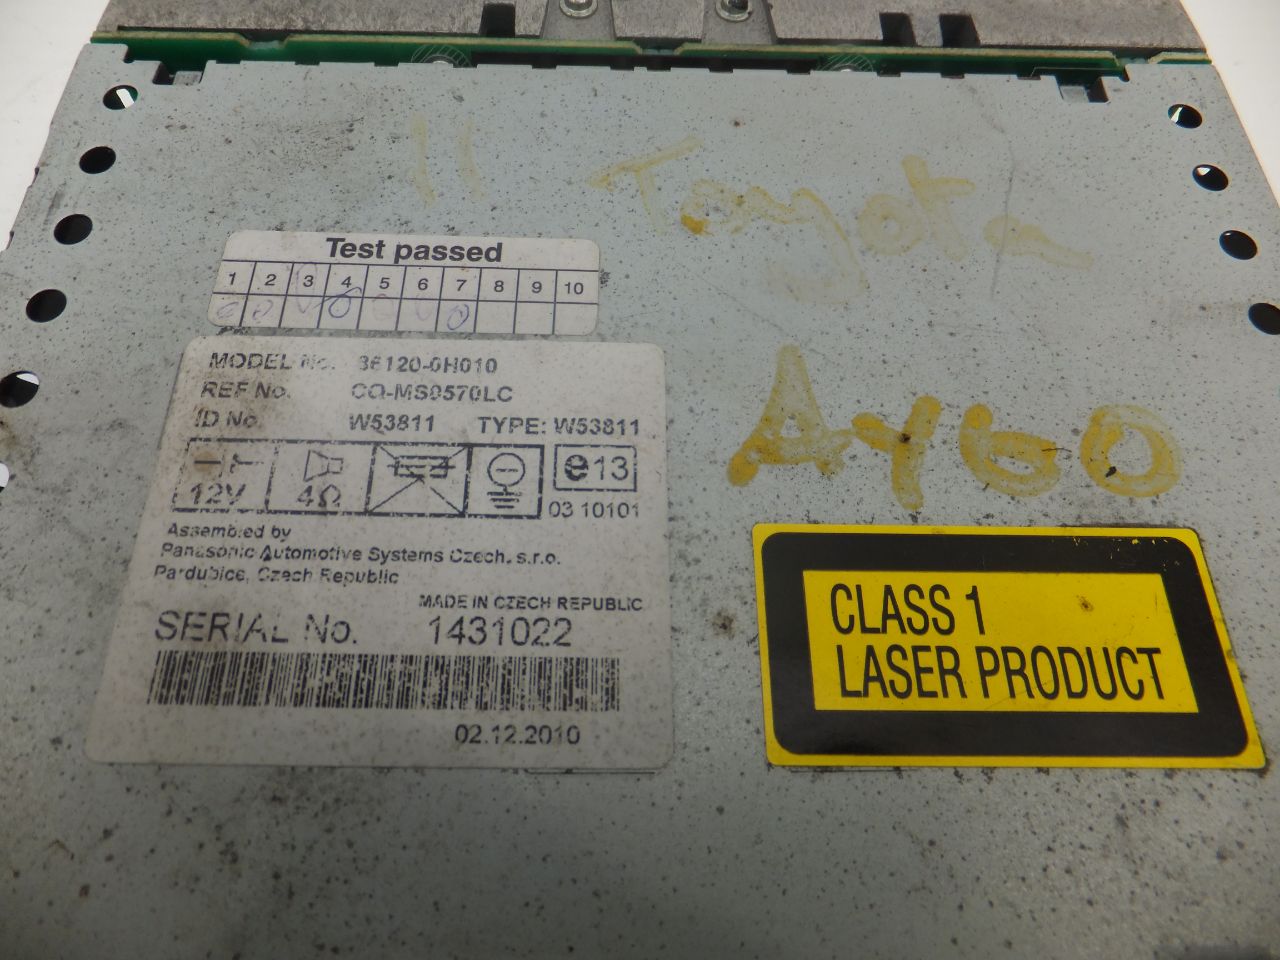 11 Toyota
AYGO
Test passed
1 2 3 4 5 6 7 8 9 10
MODEL No. 86120-0H010
REF No. CQ-MS0570LC
ID No. W53811 TYPE: W53811
12V 4Ω e13
03 10101
Assembled by
Panasonic Automotive Systems Czech, s.r.o.
Pardubice, Czech Republic
MADE IN CZECH REPUBLIC
SERIAL No. 1431022
02.12.2010
CLASS 1
LASER PRODUCT